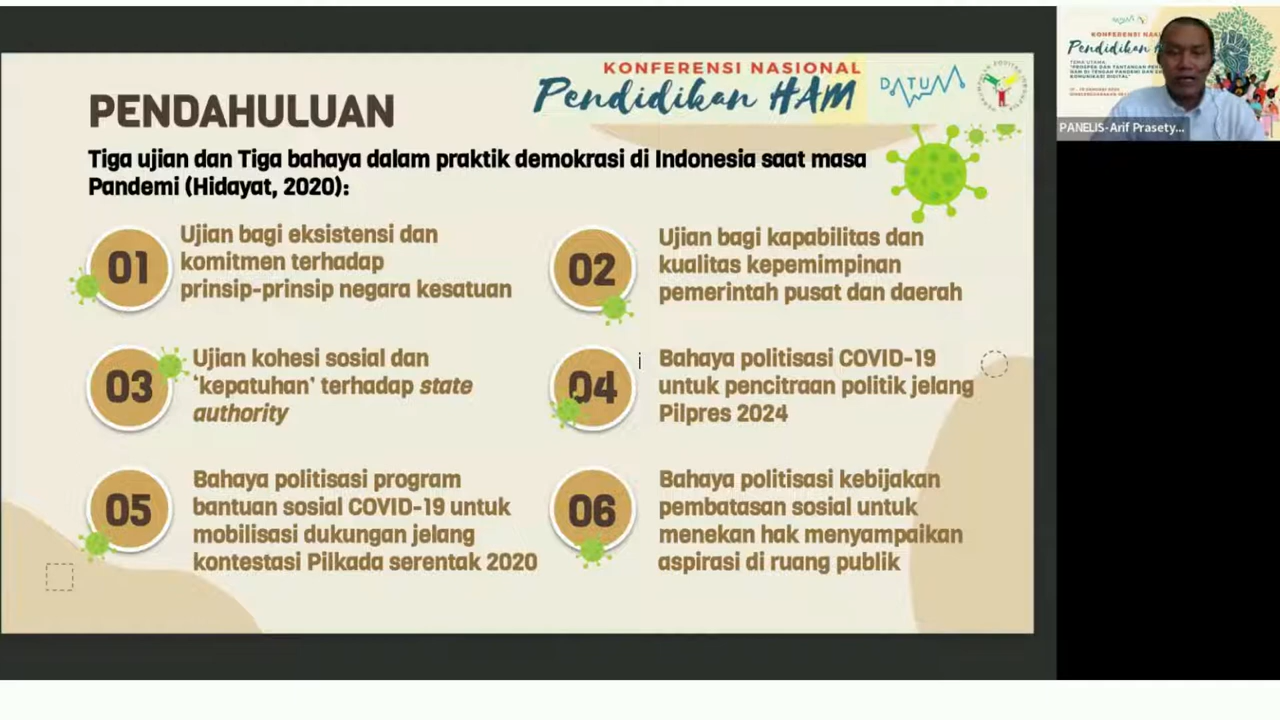 KONFERENSI NASIONAL
Pendidikan HAM
DATUM
PENDAHULUAN
Tiga ujian dan Tiga bahaya dalam praktik demokrasi di Indonesia saat masa
Pandemi (Hidayat, 2020):
01
Ujian bagi eksistensi dan
komitmen terhadap
prinsip-prinsip negara kesatuan
02
Ujian bagi kapabilitas dan
kualitas kepemimpinan
pemerintah pusat dan daerah
03
Ujian kohesi sosial dan
‘kepatuhan’ terhadap state
authority
04
Bahaya politisasi COVID-19
untuk pencitraan politik jelang
Pilpres 2024
05
Bahaya politisasi program
bantuan sosial COVID-19 untuk
mobilisasi dukungan jelang
kontestasi Pilkada serentak 2020
06
Bahaya politisasi kebijakan
pembatasan sosial untuk
menekan hak menyampaikan
aspirasi di ruang publik
KONFERENSI
Pendidikan
TEMA UTAMA
PANELIS-Arif Prasety...